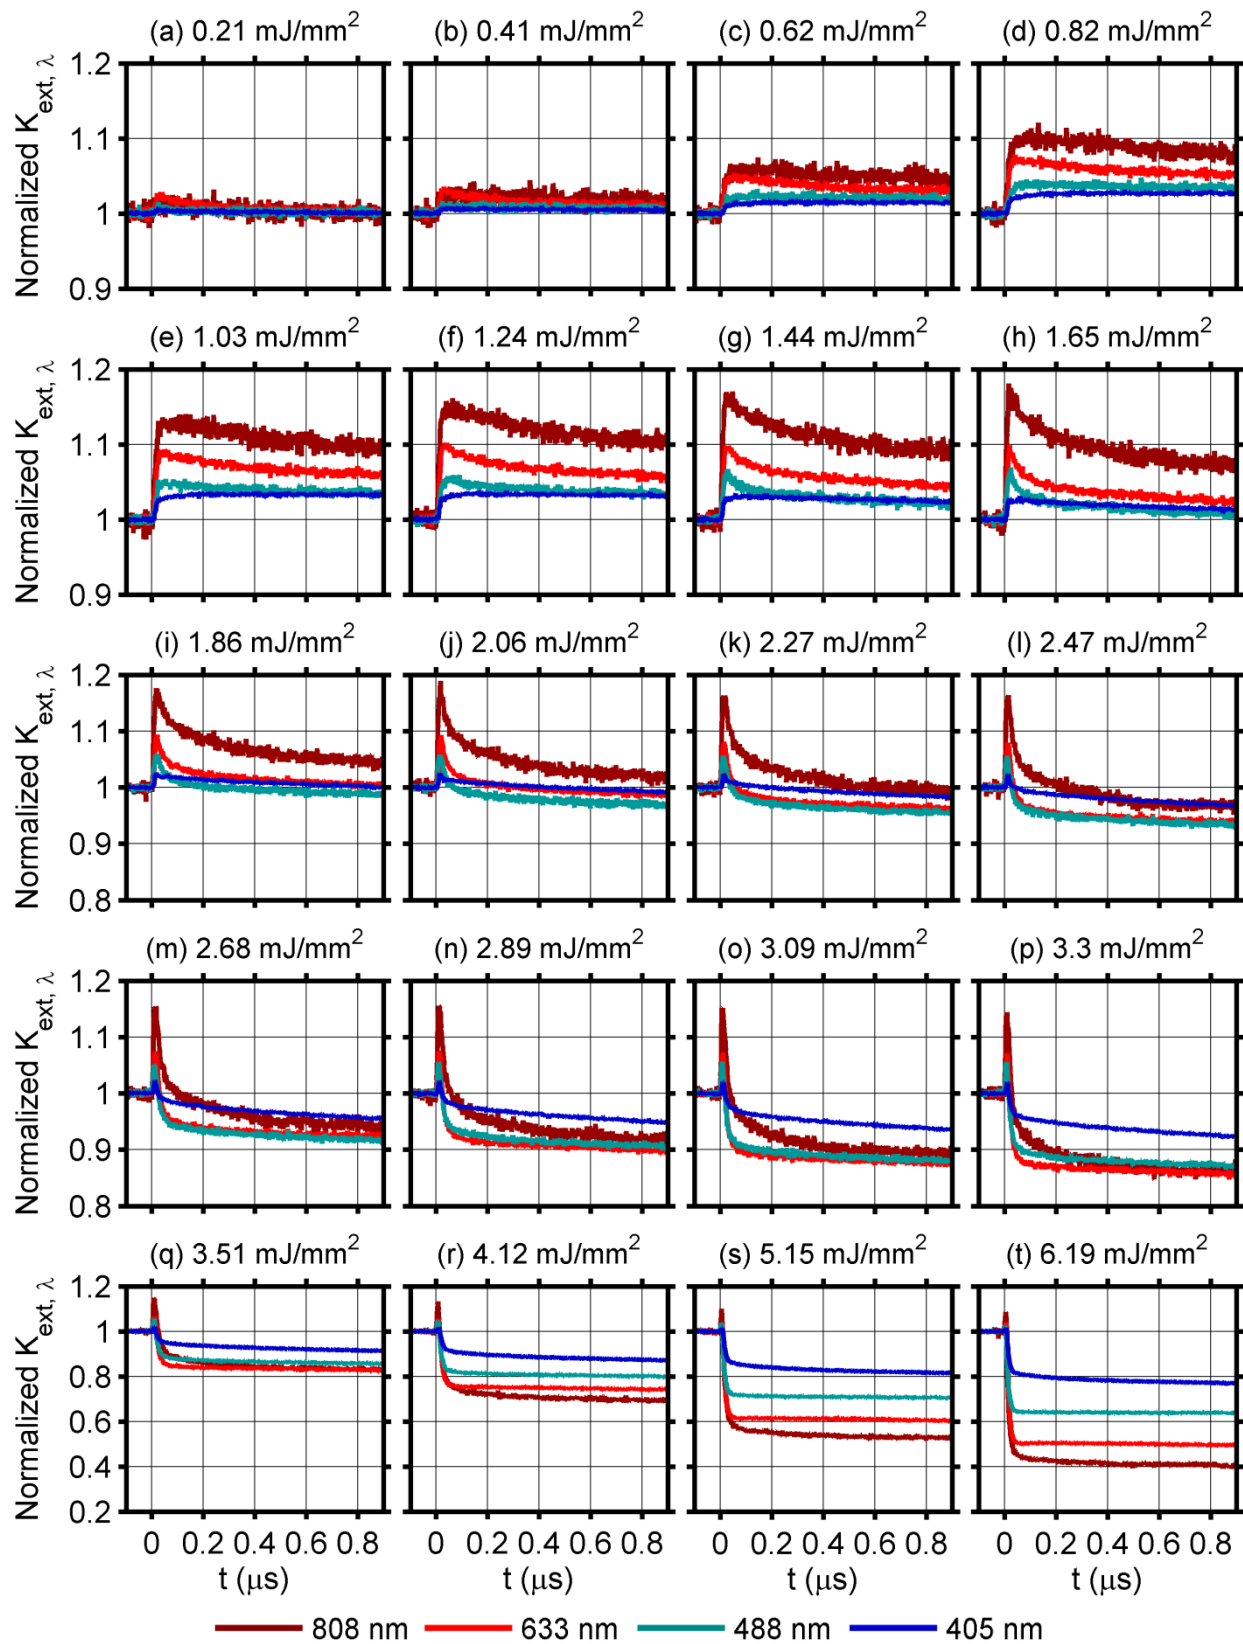 (a) 0.21 mJ/mm² (b) 0.41 mJ/mm² (c) 0.62 mJ/mm² (d) 0.82 mJ/mm²
Normalized K_ext, λ
1.2
1.1
1
0.9
(e) 1.03 mJ/mm² (f) 1.24 mJ/mm² (g) 1.44 mJ/mm² (h) 1.65 mJ/mm²
Normalized K_ext, λ
1.2
1.1
1
0.9
(i) 1.86 mJ/mm² (j) 2.06 mJ/mm² (k) 2.27 mJ/mm² (l) 2.47 mJ/mm²
Normalized K_ext, λ
1.2
1.1
1
0.9
0.8
(m) 2.68 mJ/mm² (n) 2.89 mJ/mm² (o) 3.09 mJ/mm² (p) 3.3 mJ/mm²
Normalized K_ext, λ
1.2
1.1
1
0.9
0.8
(q) 3.51 mJ/mm² (r) 4.12 mJ/mm² (s) 5.15 mJ/mm² (t) 6.19 mJ/mm²
Normalized K_ext, λ
1.2
1
0.8
0.6
0.4
0.2
0 0.2 0.4 0.6 0.8 0 0.2 0.4 0.6 0.8 0 0.2 0.4 0.6 0.8 0 0.2 0.4 0.6 0.8
t (μs) t (μs) t (μs) t (μs)
808 nm 633 nm 488 nm 405 nm